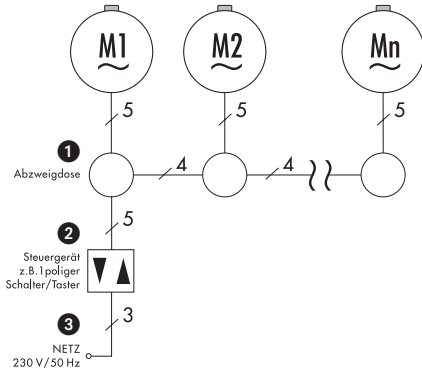 M1 M2 Mn
5 5 5
1
Abzweigdose
4 4
2
5
Steuergerät
z.B.1poliger
Schalter/Taster
3
3
NETZ
230 V/50 Hz